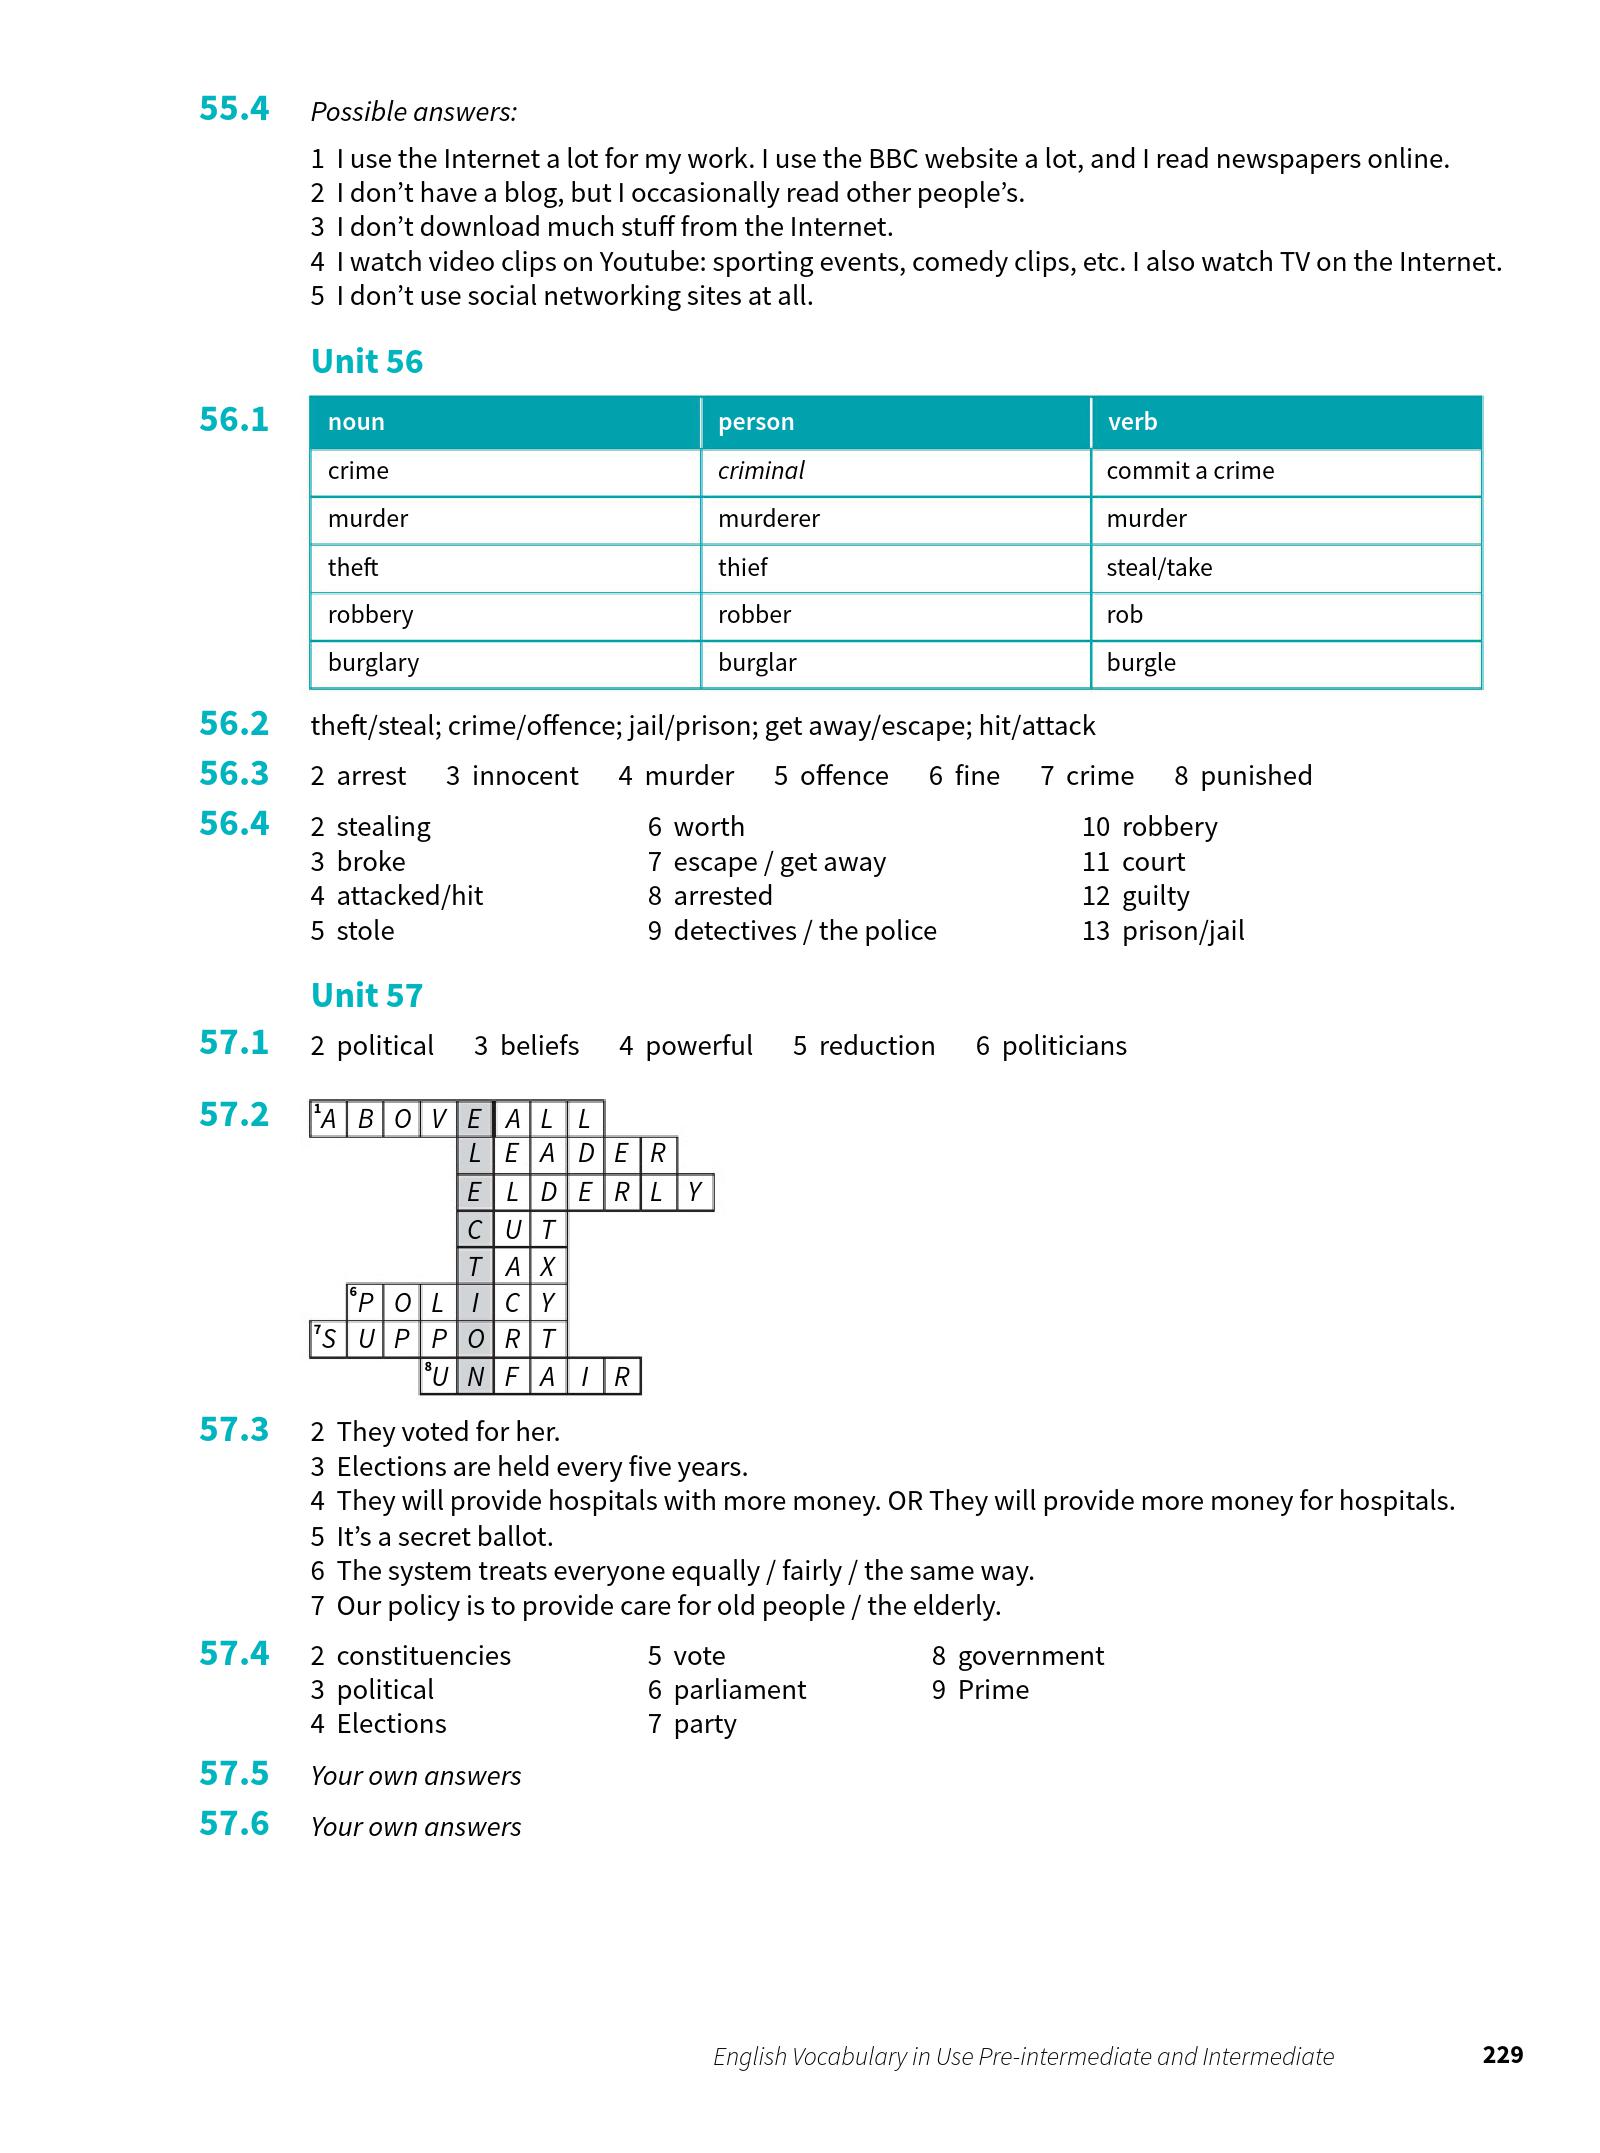 55.4 Possible answers:
1 I use the Internet a lot for my work. I use the BBC website a lot, and I read newspapers online.
2 I don’t have a blog, but I occasionally read other people’s.
3 I don’t download much stuff from the Internet.
4 I watch video clips on Youtube: sporting events, comedy clips, etc. I also watch TV on the Internet.
5 I don’t use social networking sites at all.
Unit 56
56.1 noun person verb
crime criminal commit a crime
murder murderer murder
theft thief steal/take
robbery robber rob
burglary burglar burgle
56.2 theft/steal; crime/offence; jail/prison; get away/escape; hit/attack
56.3 2 arrest 3 innocent 4 murder 5 offence 6 fine 7 crime 8 punished
56.4 2 stealing 6 worth 10 robbery
3 broke 7 escape / get away 11 court
4 attacked/hit 8 arrested 12 guilty
5 stole 9 detectives / the police 13 prison/jail
Unit 57
57.1 2 political 3 beliefs 4 powerful 5 reduction 6 politicians
57.2 1 A B O V E A L L
L E A D E R
E L D E R L Y
C U T
T A X
6 P O L I C Y
7 S U P P O R T
8 U N F A I R
57.3 2 They voted for her.
3 Elections are held every five years.
4 They will provide hospitals with more money. OR They will provide more money for hospitals.
5 It’s a secret ballot.
6 The system treats everyone equally / fairly / the same way.
7 Our policy is to provide care for old people / the elderly.
57.4 2 constituencies 5 vote 8 government
3 political 6 parliament 9 Prime
4 Elections 7 party
57.5 Your own answers
57.6 Your own answers
English Vocabulary in Use Pre-intermediate and Intermediate 229